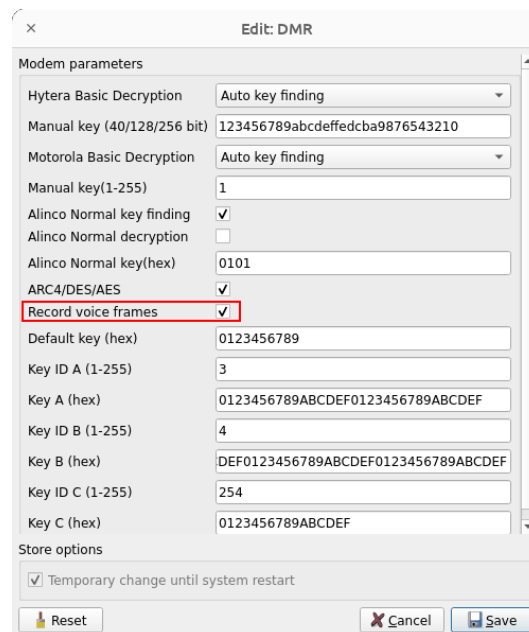 Edit: DMR
Modem parameters
Hytera Basic Decryption Auto key finding
Manual key (40/128/256 bit) 123456789abcdeffedcba9876543210
Motorola Basic Decryption Auto key finding
Manual key(1-255) 1
Alinco Normal key finding
Alinco Normal decryption
Alinco Normal key(hex) 0101
ARC4/DES/AES
Record voice frames
Default key (hex) 0123456789
Key ID A (1-255) 3
Key A (hex) 0123456789ABCDEF0123456789ABCDEF
Key ID B (1-255) 4
Key B (hex) DEF0123456789ABCDEF0123456789ABCDEF
Key ID C (1-255) 254
Key C (hex) 0123456789ABCDEF
Store options
Temporary change until system restart
Reset Cancel Save